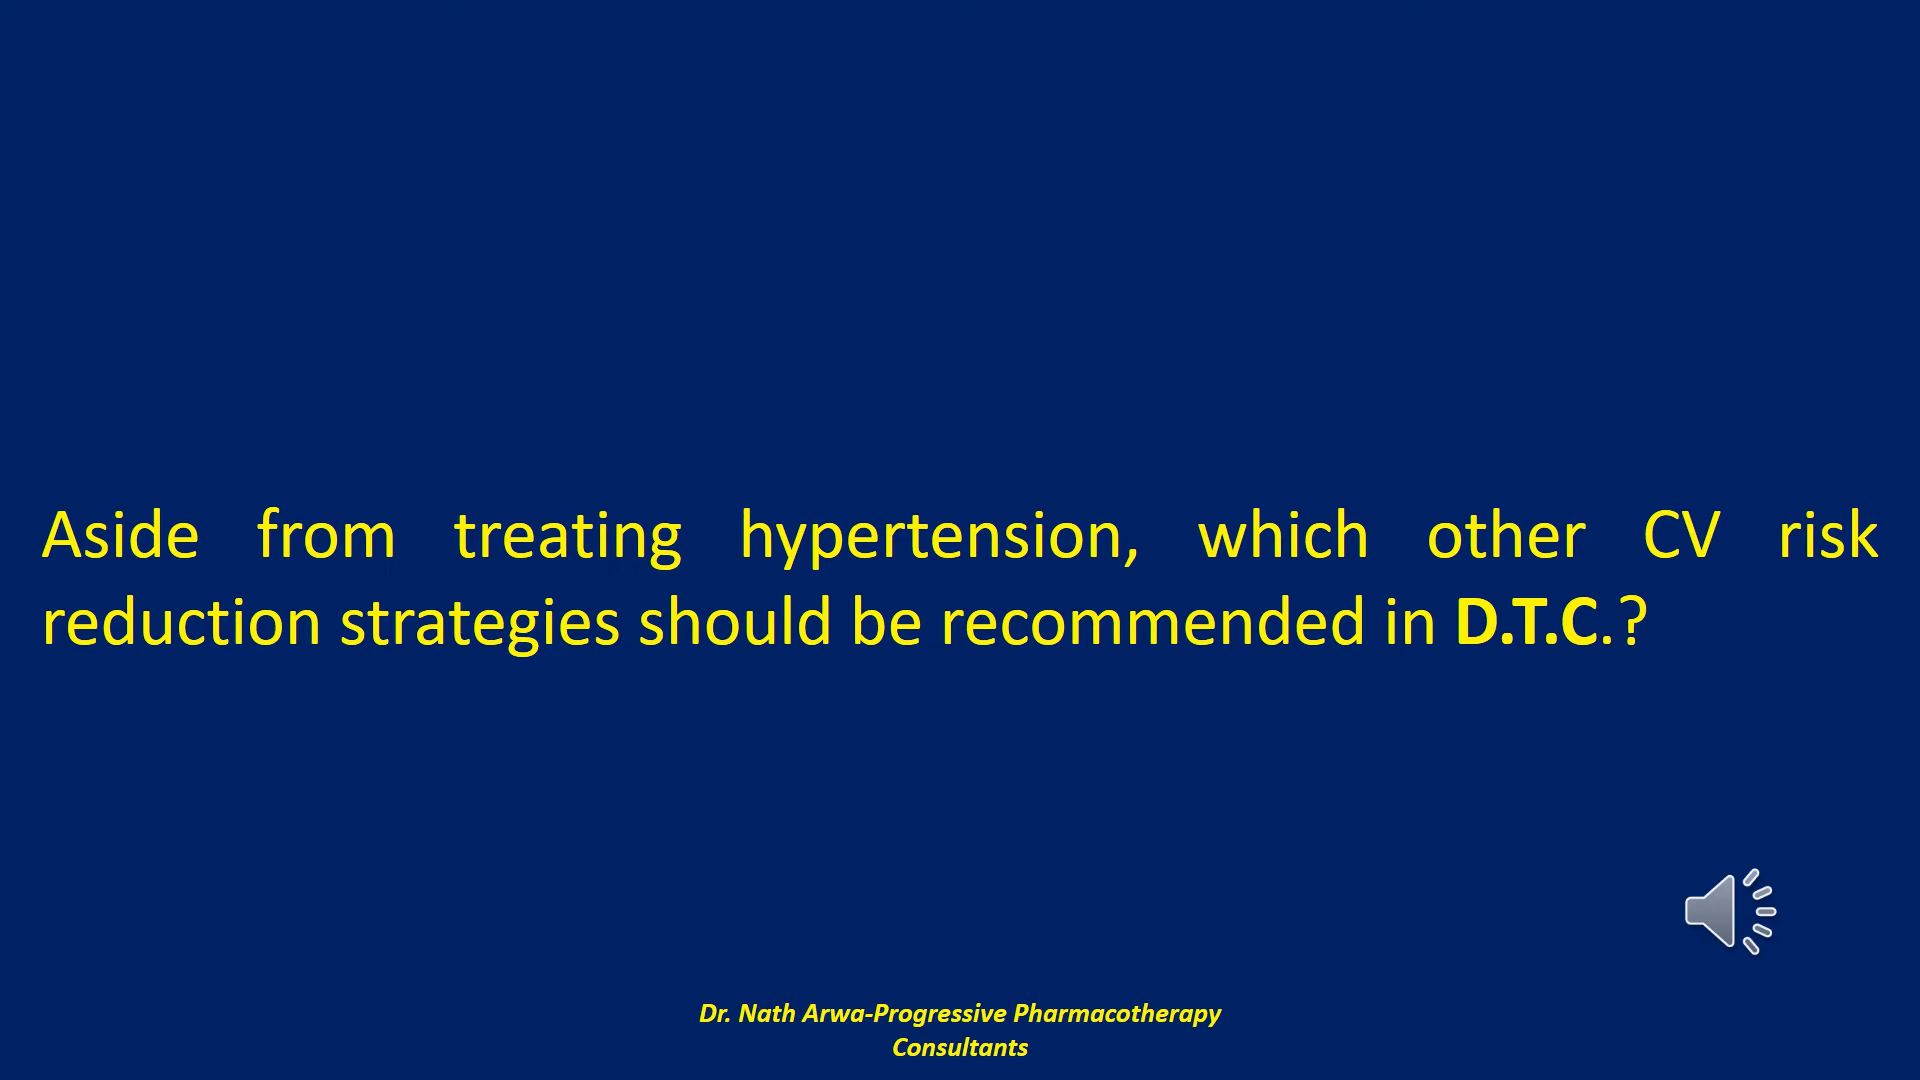 Aside from treating hypertension, which other CV risk
reduction strategies should be recommended in D.T.C.?
Dr. Nath Arwa-Progressive Pharmacotherapy
Consultants